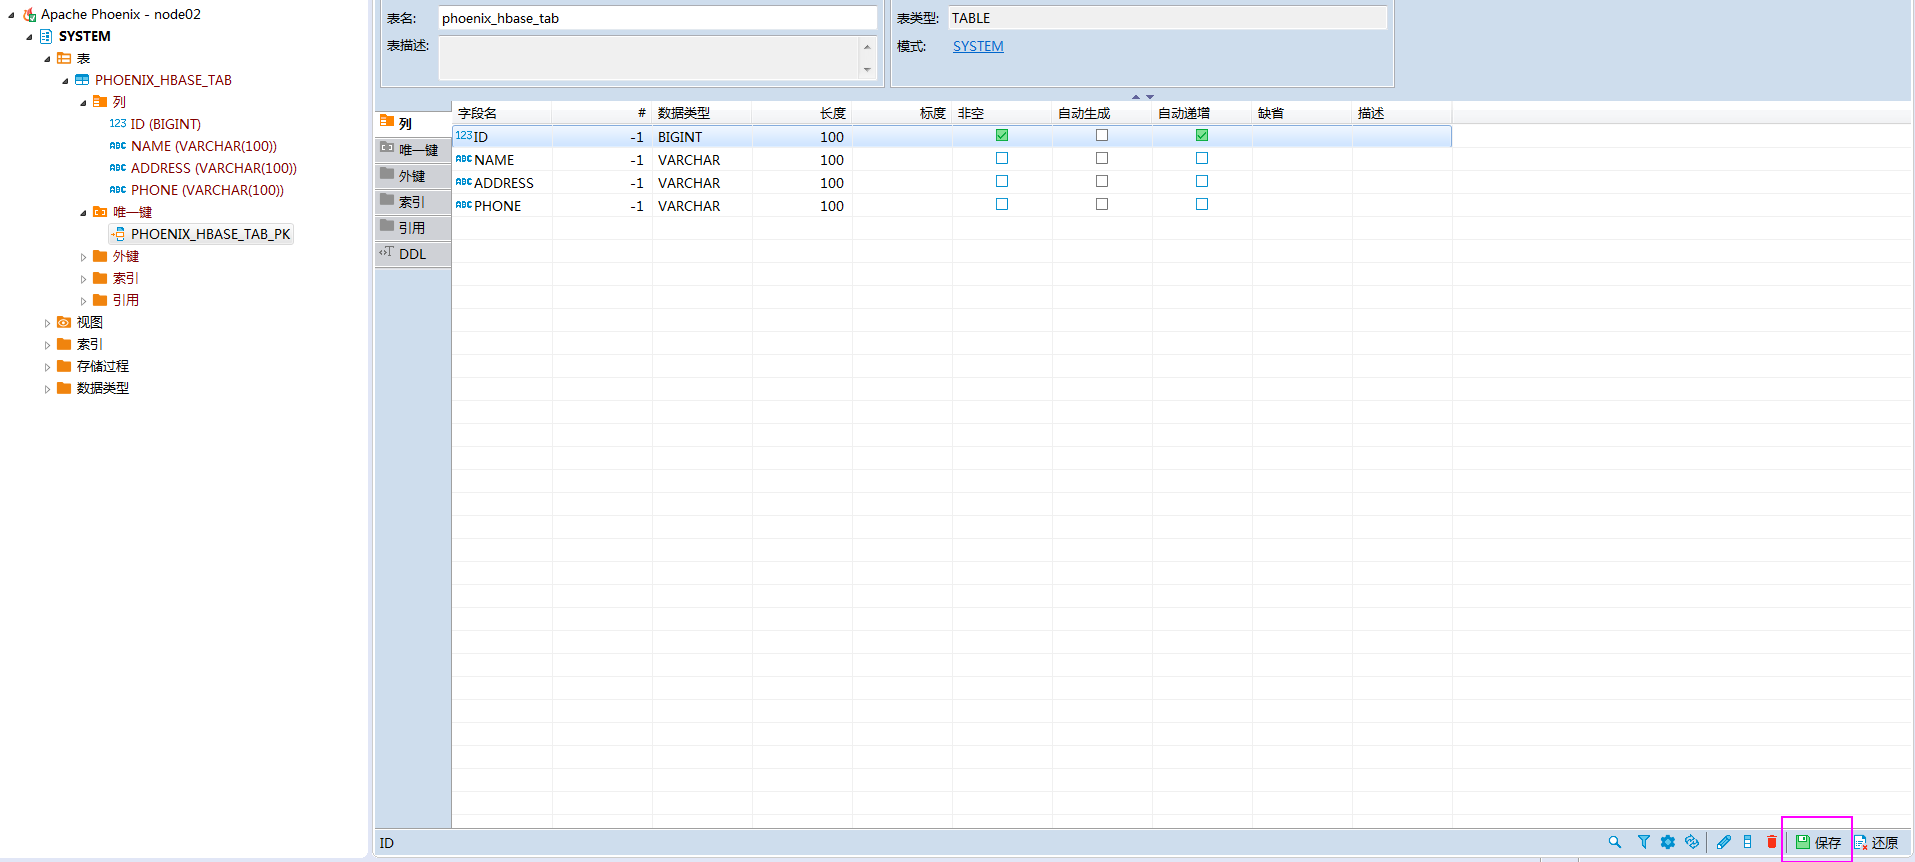 Apache Phoenix - node02
SYSTEM
表
PHOENIX_HBASE_TAB
列
123 ID (BIGINT)
ABC NAME (VARCHAR(100))
ABC ADDRESS (VARCHAR(100))
ABC PHONE (VARCHAR(100))
唯一键
PHOENIX_HBASE_TAB_PK
外键
索引
引用
视图
索引
存储过程
数据类型
表名: phoenix_hbase_tab
表描述:
表类型: TABLE
模式: SYSTEM
列
唯一键
外键
索引
引用
DDL
字段名 # 数据类型 长度 标度 非空 自动生成 自动递增 缺省 描述
123 ID -1 BIGINT 100
ABC NAME -1 VARCHAR 100
ABC ADDRESS -1 VARCHAR 100
ABC PHONE -1 VARCHAR 100
ID 保存 还原